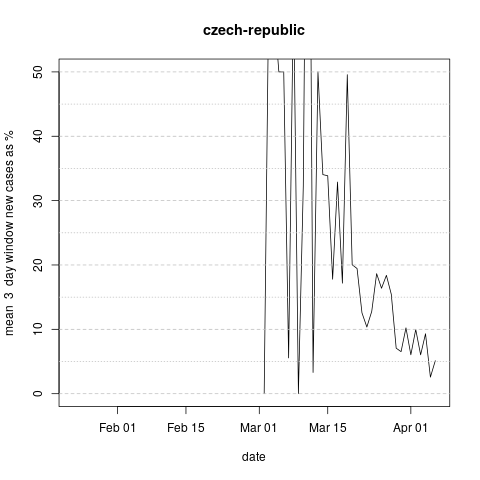 czech-republic
mean  3  day window new cases as %
50
40
30
20
10
0
Feb 01
Feb 15
Mar 01
Mar 15
Apr 01
date